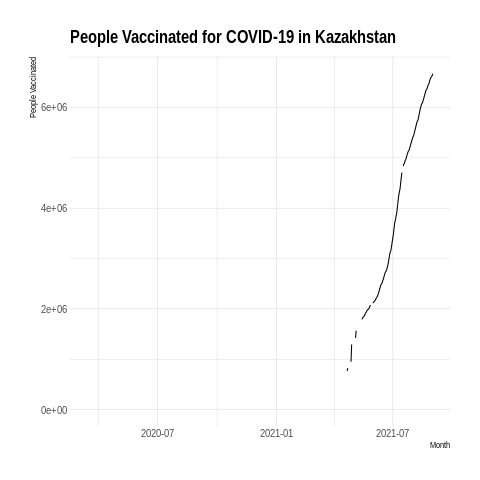 People Vaccinated for COVID-19 in Kazakhstan
People Vaccinated
6e+06
4e+06
2e+06
0e+00
2020-07
2021-01
2021-07
Month